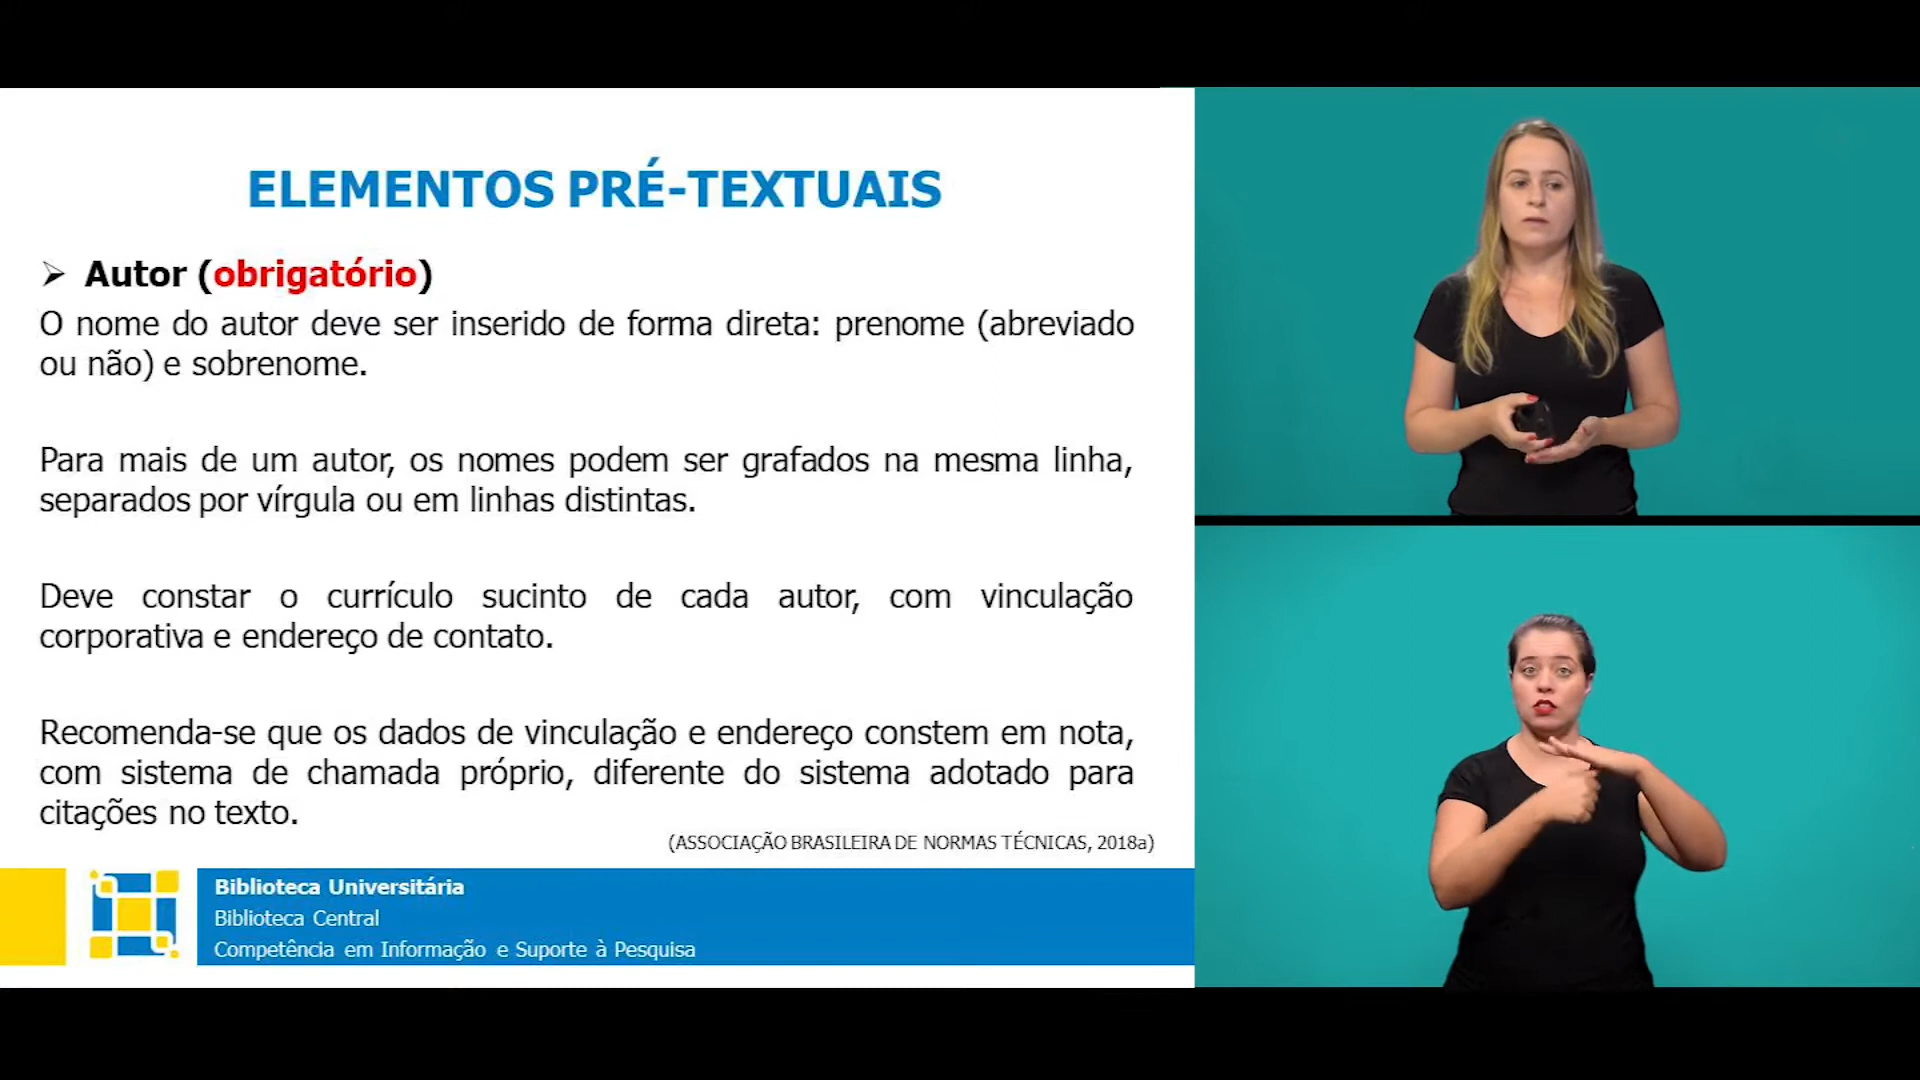 ELEMENTOS PRÉ-TEXTUAIS
➢ Autor (obrigatório)
O nome do autor deve ser inserido de forma direta: prenome (abreviado
ou não) e sobrenome.
Para mais de um autor, os nomes podem ser grafados na mesma linha,
separados por vírgula ou em linhas distintas.
Deve constar o currículo sucinto de cada autor, com vinculação
corporativa e endereço de contato.
Recomenda-se que os dados de vinculação e endereço constem em nota,
com sistema de chamada próprio, diferente do sistema adotado para
citações no texto.
(ASSOCIAÇÃO BRASILEIRA DE NORMAS TÉCNICAS, 2018a)
Biblioteca Universitária
Biblioteca Central
Competência em Informação e Suporte à Pesquisa